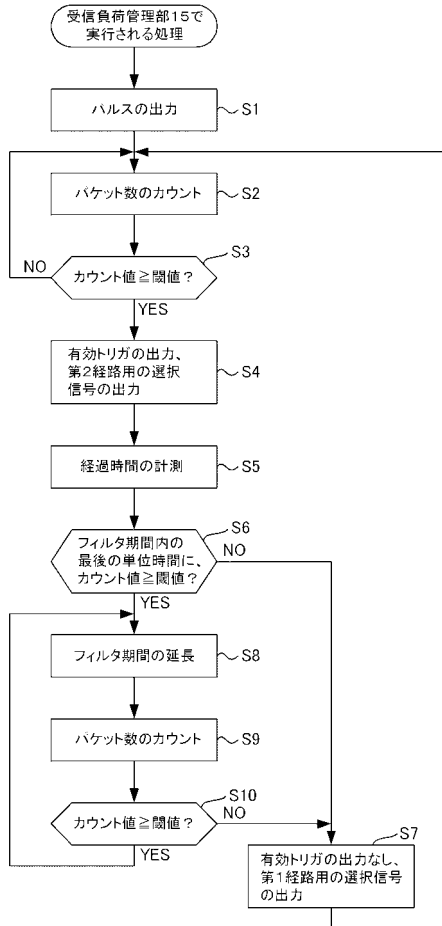 受信負荷管理部15で
実行される処理
パルスの出力
S1
パケット数のカウント
S2
S3
カウント値≧閾値？
NO
YES
有効トリガの出力、
第2経路用の選択
信号の出力
S4
経過時間の計測
S5
S6
フィルタ期間内の
最後の単位時間に、
カウント値≧閾値？
NO
YES
フィルタ期間の延長
S8
パケット数のカウント
S9
S10
カウント値≧閾値？
NO
YES
S7
有効トリガの出力なし、
第1経路用の選択信号
の出力